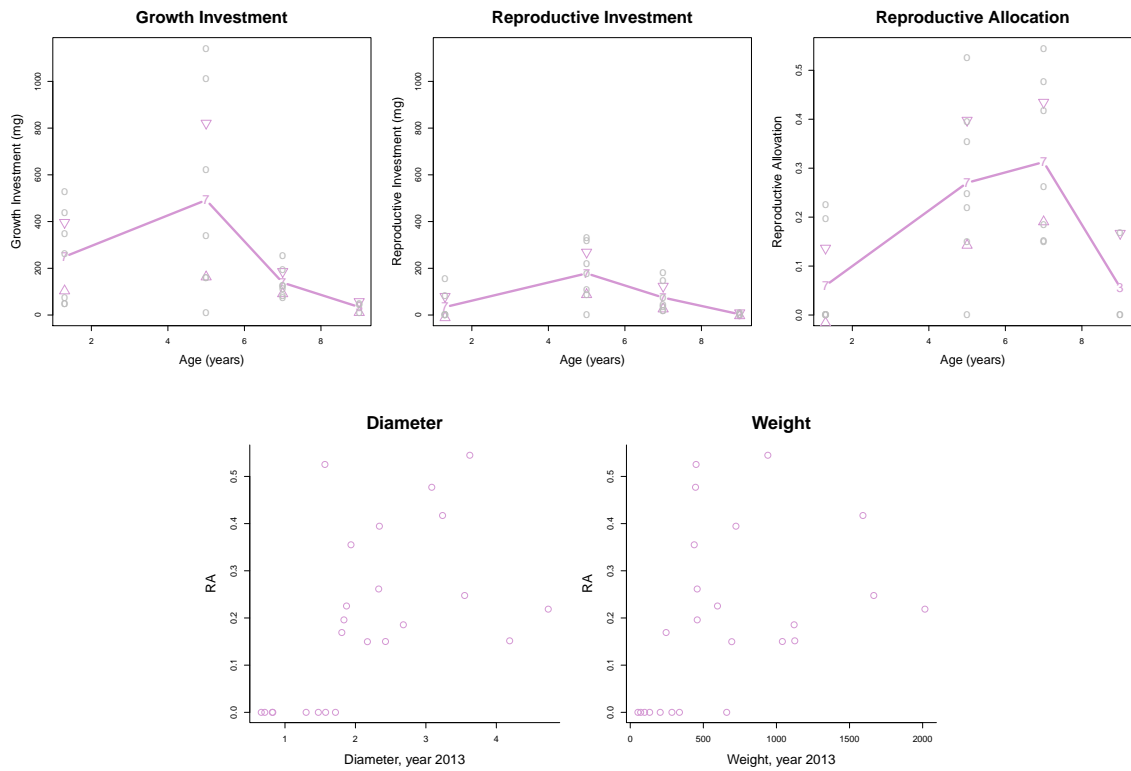 Growth Investment
Growth Investment (mg)
0 200 400 600 800 1000
2 4 6 8
Age (years)
7 7 7
Reproductive Investment
Reproductive Investment (mg)
0 200 400 600 800 1000
2 4 6 8
Age (years)
7 7 7
Reproductive Allocation
Reproductive Allovation
0.0 0.1 0.2 0.3 0.4 0.5
2 4 6 8
Age (years)
7 7 7 3
Diameter
RA
0.0 0.1 0.2 0.3 0.4 0.5
1 2 3 4
Diameter, year 2013
Weight
RA
0.0 0.1 0.2 0.3 0.4 0.5
0 500 1000 1500 2000
Weight, year 2013